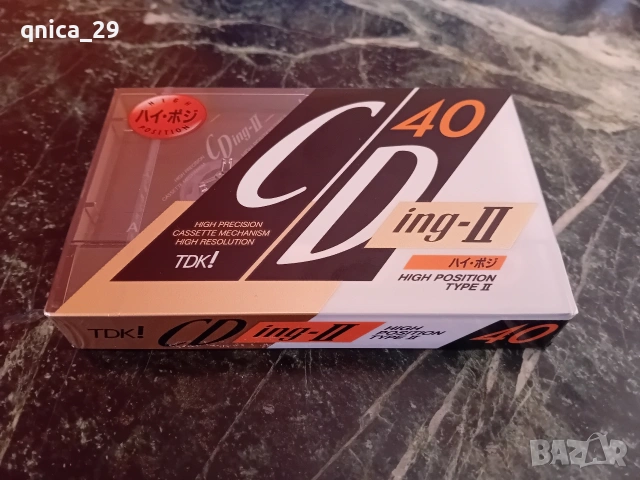 qnica_29
HIGH
ハイ・ポジ
POSITION
CD ing-II
CD
40
ing-II
HIGH PRECISION
CASSETTE MECHANISM
HIGH RESOLUTION
TDK!
ハイ・ポジ
HIGH POSITION
TYPE II
TDK!
CD ing-II
HIGH
POSITION
TYPE II
40
BAZAR